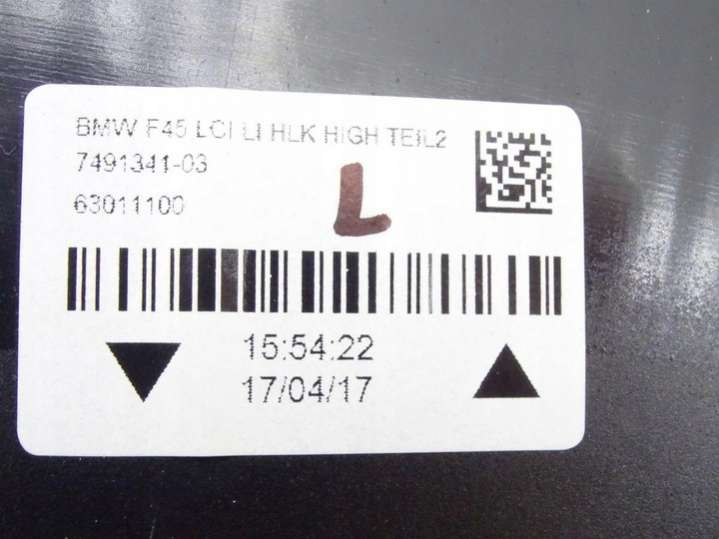 BMW F45 LCI LI HLK HIGH TEIL2
7491341-03
63011100
L
15:54:22
17/04/17